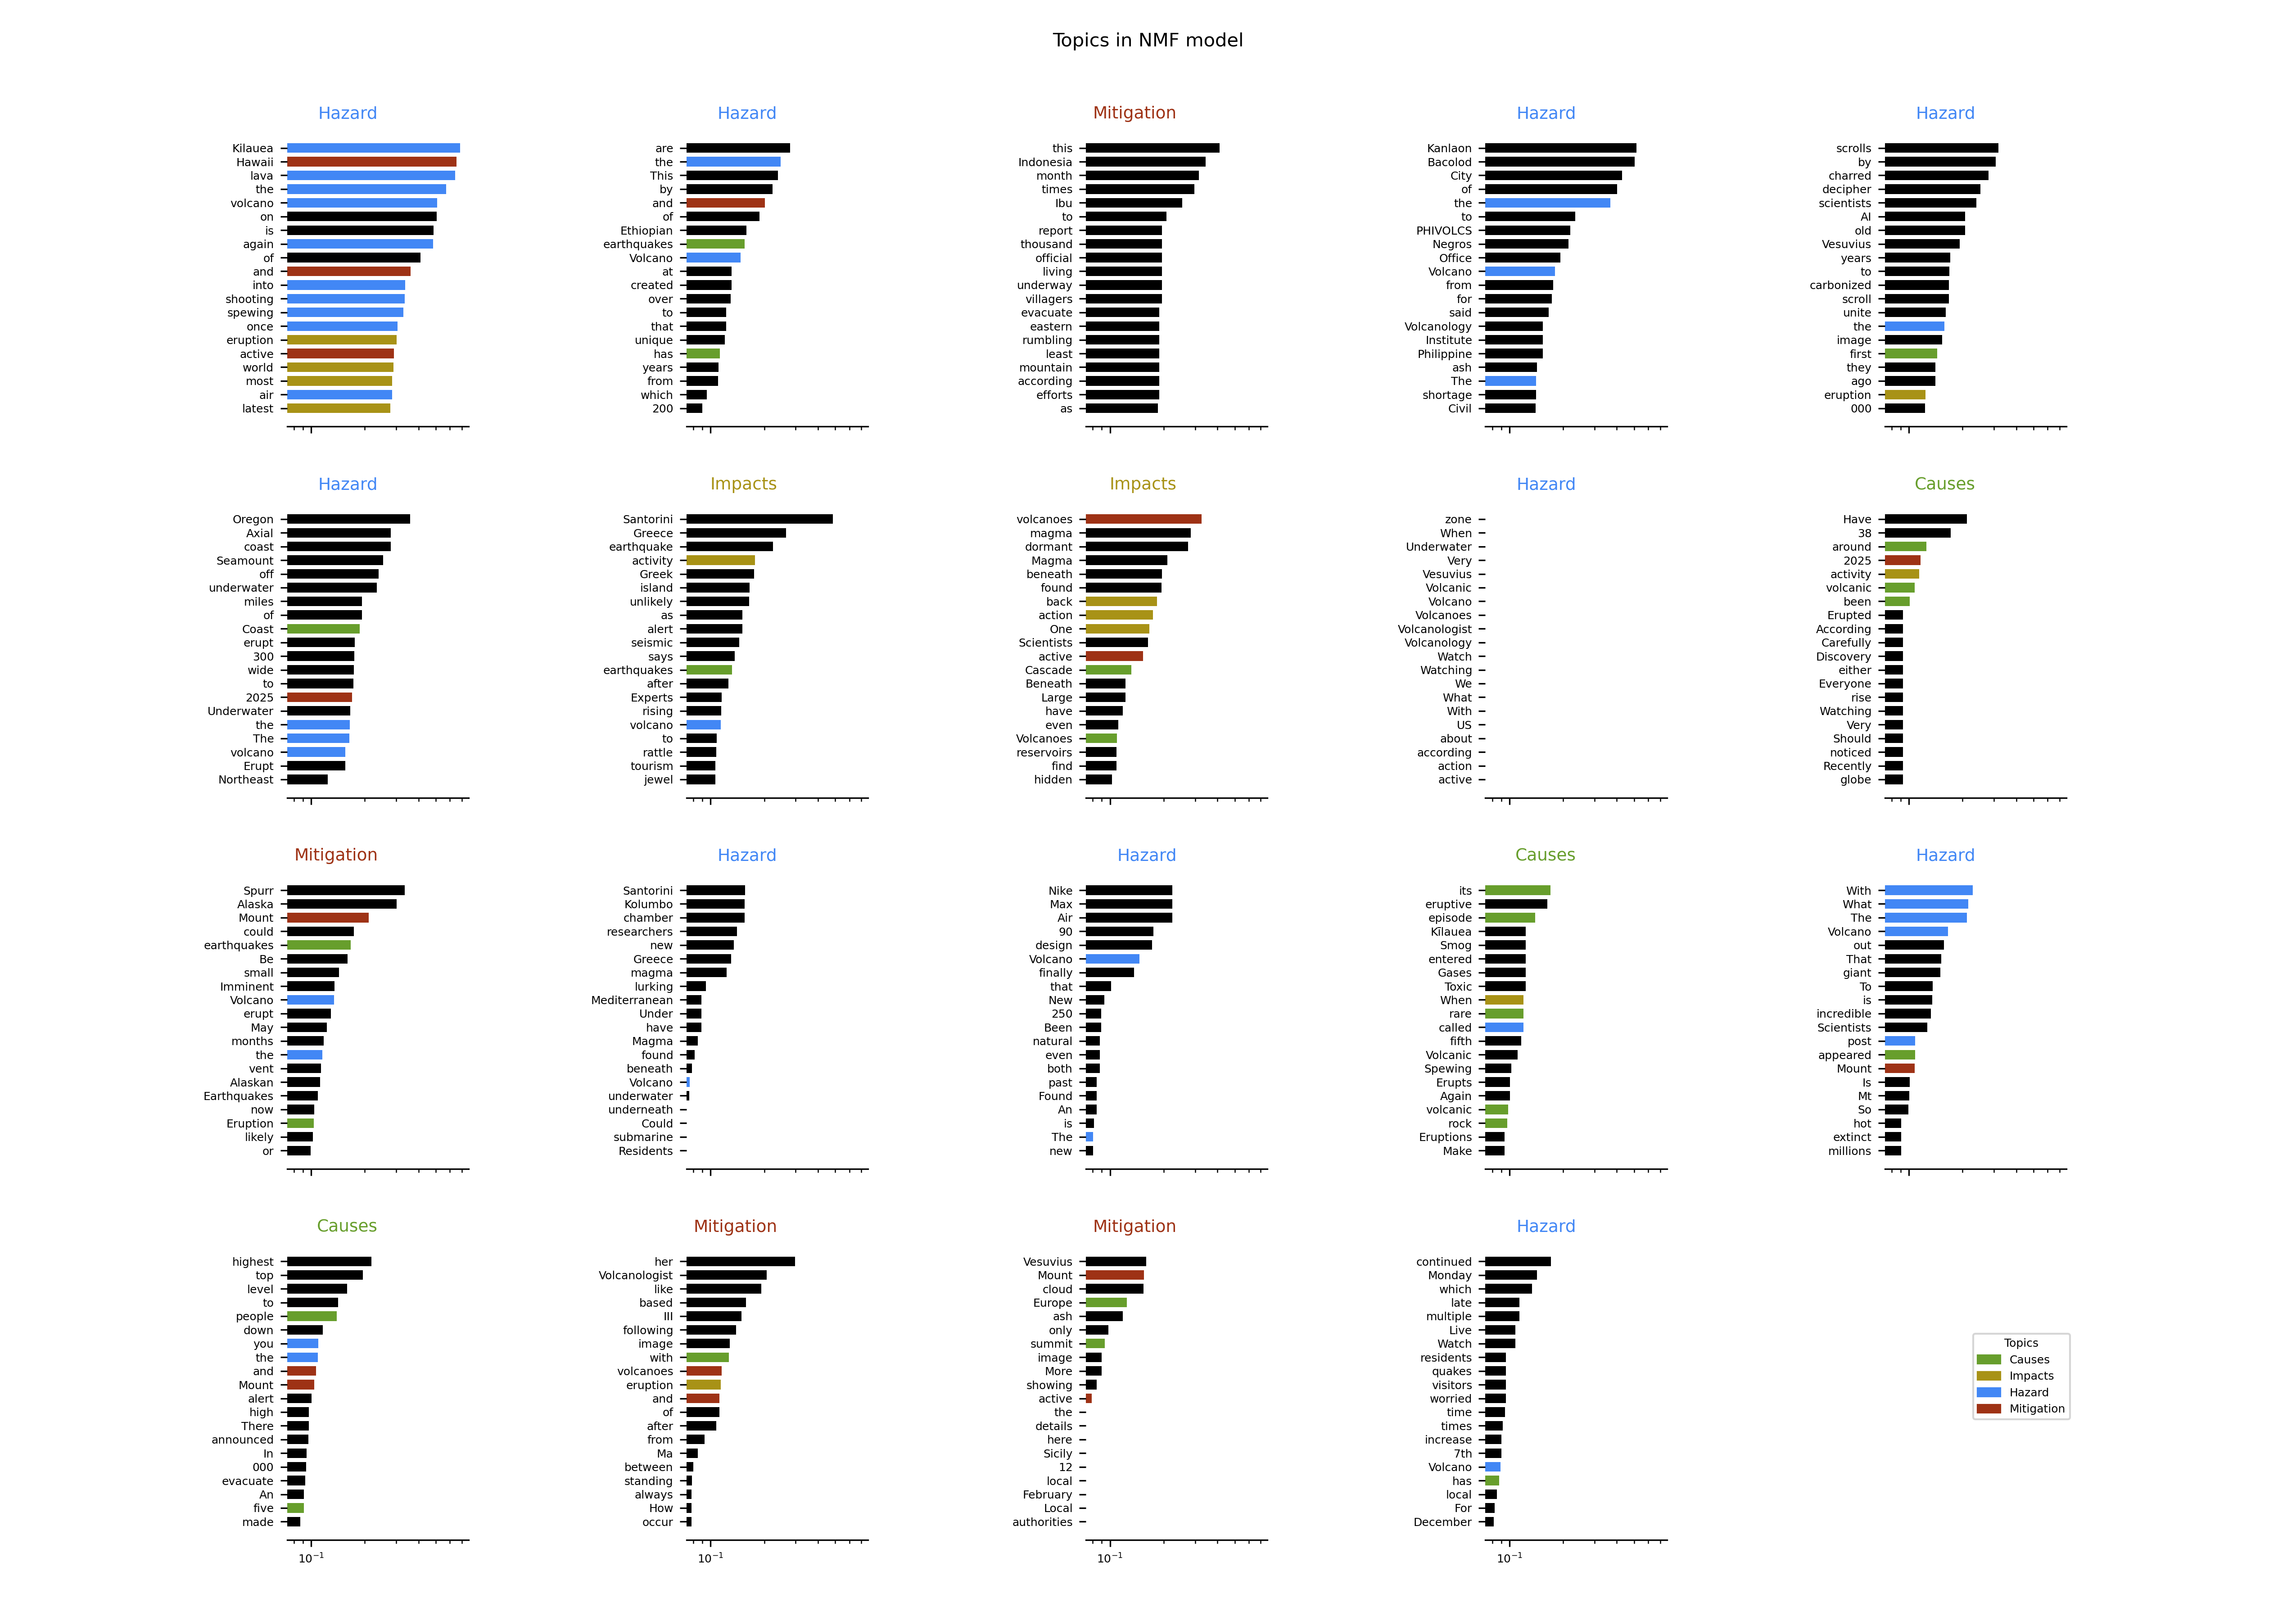 Topics in NMF model
Hazard
Kilauea
Hawaii
lava
the
volcano
on
is
again
of
and
into
shooting
spewing
once
eruption
active
world
most
air
latest
Hazard
are
the
This
by
and
of
Ethiopian
earthquakes
Volcano
at
created
over
to
that
unique
has
years
from
which
200
Mitigation
this
Indonesia
month
times
Ibu
to
report
thousand
official
living
underway
villagers
evacuate
eastern
rumbling
least
mountain
according
efforts
as
Hazard
Kanlaon
Bacolod
City
of
the
to
PHIVOLCS
Negros
Office
Volcano
from
for
said
Volcanology
Institute
Philippine
ash
The
shortage
Civil
Hazard
scrolls
by
charred
decipher
scientists
AI
old
Vesuvius
years
to
carbonized
scroll
unite
the
image
first
they
ago
eruption
000
Hazard
Oregon
Axial
coast
Seamount
off
underwater
miles
of
Coast
erupt
300
wide
to
2025
Underwater
the
The
volcano
Erupt
Northeast
Impacts
Santorini
Greece
earthquake
activity
Greek
island
unlikely
as
alert
seismic
says
earthquakes
after
Experts
rising
volcano
to
rattle
tourism
jewel
Impacts
volcanoes
magma
dormant
Magma
beneath
found
back
action
One
Scientists
active
Cascade
Beneath
Large
have
even
Volcanoes
reservoirs
find
hidden
Hazard
zone
When
Underwater
Very
Vesuvius
Volcanic
Volcano
Volcanoes
Volcanologist
Volcanology
Watch
Watching
We
What
With
US
about
according
action
active
Causes
Have
38
around
2025
activity
volcanic
been
Erupted
According
Carefully
Discovery
either
Everyone
rise
Watching
Very
Should
noticed
Recently
globe
Mitigation
Spurr
Alaska
Mount
could
earthquakes
Be
small
Imminent
Volcano
erupt
May
months
the
vent
Alaskan
Earthquakes
now
Eruption
likely
or
Hazard
Santorini
Kolumbo
chamber
researchers
new
Greece
magma
lurking
Mediterranean
Under
have
Magma
found
beneath
Volcano
underwater
underneath
Could
submarine
Residents
Hazard
Nike
Max
Air
90
design
Volcano
finally
that
New
250
Been
natural
even
both
past
Found
An
is
The
new
Causes
its
eruptive
episode
Kīlauea
Smog
entered
Gases
Toxic
When
rare
called
fifth
Volcanic
Spewing
Erupts
Again
volcanic
rock
Eruptions
Make
Hazard
With
What
The
Volcano
out
That
giant
To
is
incredible
Scientists
post
appeared
Mount
Is
Mt
So
hot
extinct
millions
Causes
highest
top
level
to
people
down
you
the
and
Mount
alert
high
There
announced
In
000
evacuate
An
five
made
10⁻¹
Mitigation
her
Volcanologist
like
based
III
following
image
with
volcanoes
eruption
and
of
after
from
Ma
between
standing
always
How
occur
10⁻¹
Mitigation
Vesuvius
Mount
cloud
Europe
ash
only
summit
image
More
showing
active
the
details
here
Sicily
12
local
February
Local
authorities
10⁻¹
Hazard
continued
Monday
which
late
multiple
Live
Watch
residents
quakes
visitors
worried
time
times
increase
7th
Volcano
has
local
For
December
10⁻¹
Topics
Causes
Impacts
Hazard
Mitigation